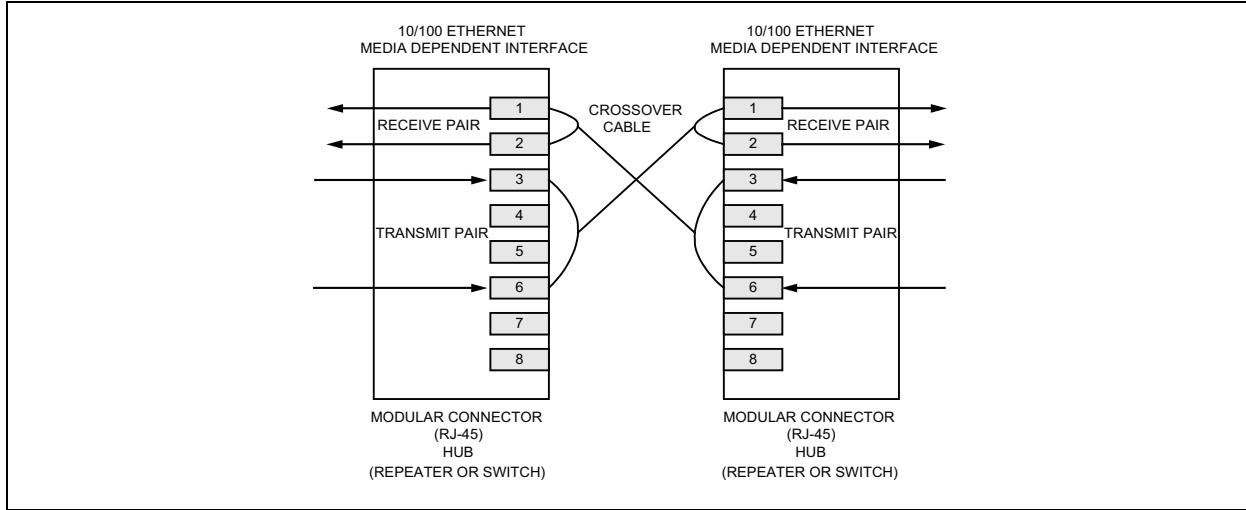 10/100 ETHERNET
MEDIA DEPENDENT INTERFACE
10/100 ETHERNET
MEDIA DEPENDENT INTERFACE
1
RECEIVE PAIR
2
3
4
TRANSMIT PAIR
5
6
7
8
CROSSOVER
CABLE
1
RECEIVE PAIR
2
3
4
TRANSMIT PAIR
5
6
7
8
MODULAR CONNECTOR
(RJ-45)
HUB
(REPEATER OR SWITCH)
MODULAR CONNECTOR
(RJ-45)
HUB
(REPEATER OR SWITCH)